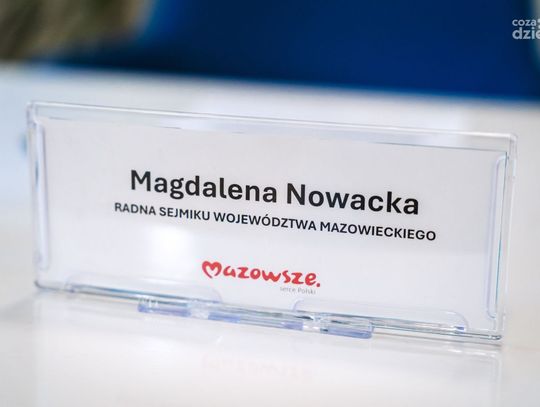 Magdalena Nowacka
RADNA SEJMIKU WOJEWÓDZTWA MAZOWIECKIEGO
Mazowsze.
serce Polski